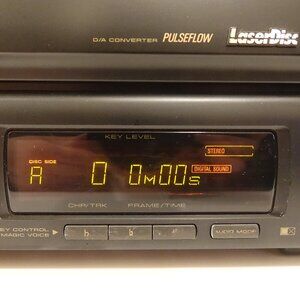 D/A CONVERTER PULSEFLOW
LaserDisc
KEY LEVEL
STEREO
DISC SIDE
DIGITAL SOUND
A 0 0M00S
CHP/TRK FRAME/TIME
KEY CONTROL
MAGIC VOICE
♭ ♮ ♯
AUDIO MODE